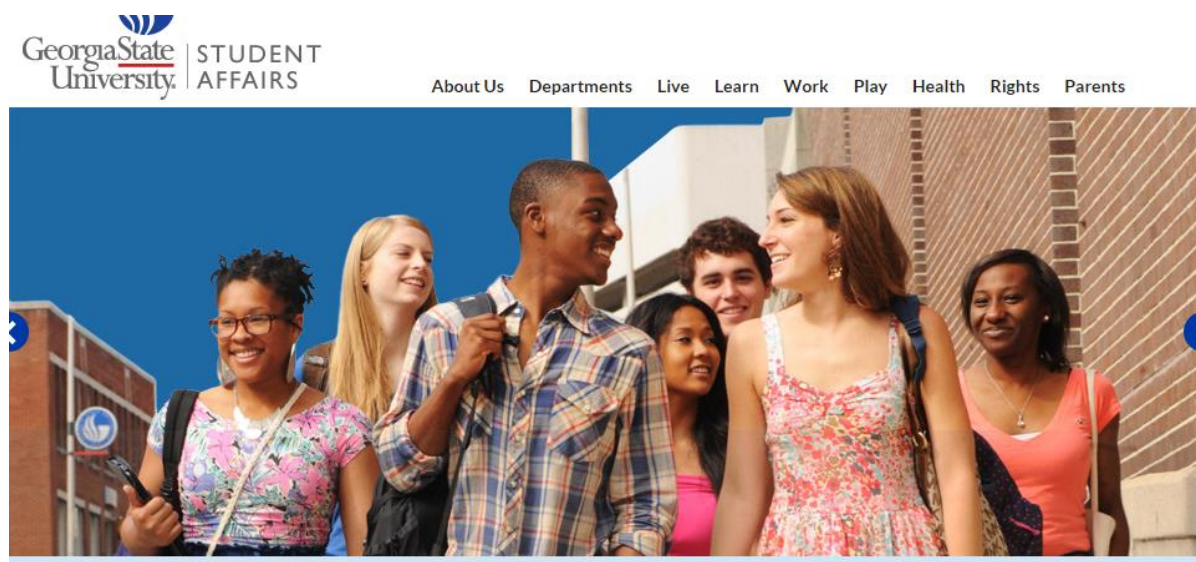 GeorgiaState
University.
STUDENT
AFFAIRS
About Us Departments Live Learn Work Play Health Rights Parents